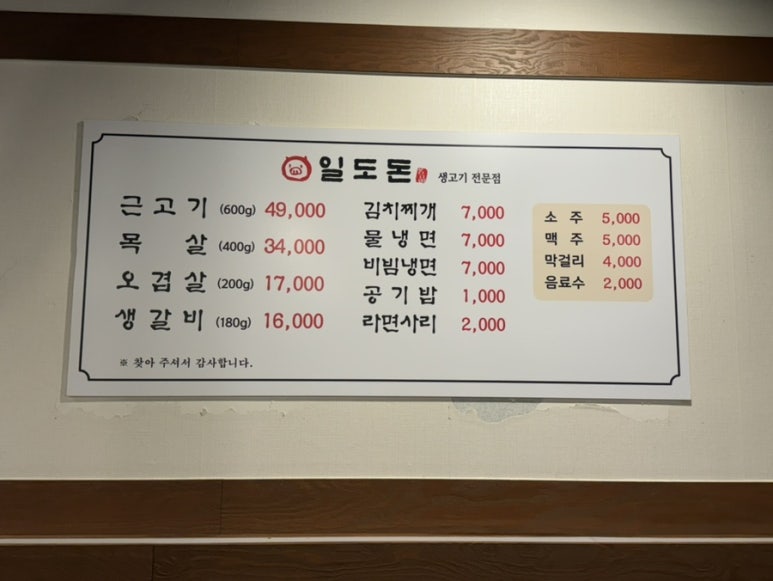 일도돈 생고기 전문점
근고기 (600g) 49,000
목살 (400g) 34,000
오겹살 (200g) 17,000
생갈비 (180g) 16,000
김치찌개 7,000
물냉면 7,000
비빔냉면 7,000
공기밥 1,000
라면사리 2,000
소주 5,000
맥주 5,000
막걸리 4,000
음료수 2,000
※ 찾아 주셔서 감사합니다.